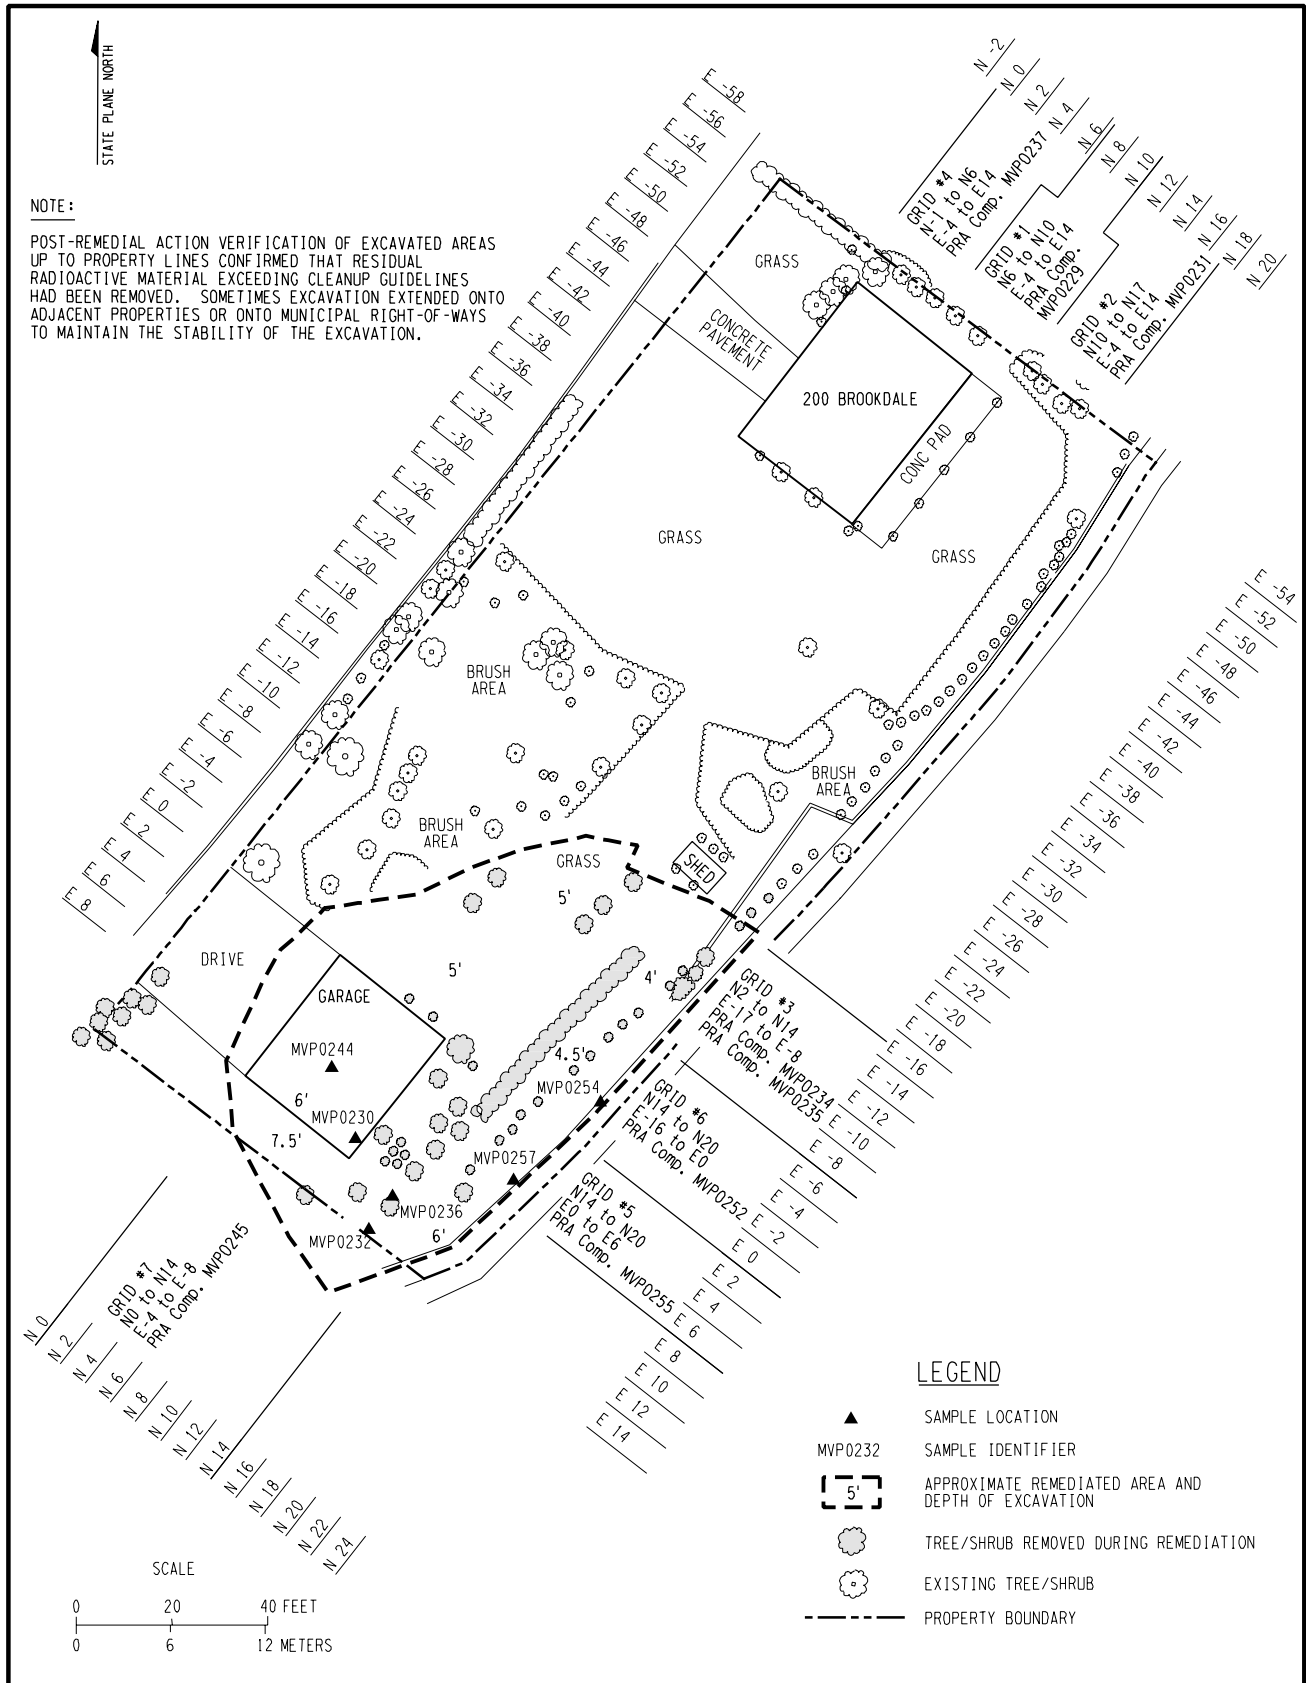 STATE PLANE NORTH
NOTE:
POST-REMEDIAL ACTION VERIFICATION OF EXCAVATED AREAS
UP TO PROPERTY LINES CONFIRMED THAT RESIDUAL
RADIOACTIVE MATERIAL EXCEEDING CLEANUP GUIDELINES
HAD BEEN REMOVED. SOMETIMES EXCAVATION EXTENDED ONTO
ADJACENT PROPERTIES OR ONTO MUNICIPAL RIGHT-OF-WAYS
TO MAINTAIN THE STABILITY OF THE EXCAVATION.
E -58
E -56
E -54
E -52
E -50
E -48
E -46
E -44
E -42
E -40
E -38
E -36
E -34
E -32
E -30
E -28
E -26
E -24
E -22
E -20
E -18
E -16
E -14
E -12
E -10
E -8
E -6
E -4
E -2
E 0
E 2
E 4
E 6
E 8
N -2
N 0
N 2
N 4
N 6
N 8
N 10
N 12
N 14
N 16
N 18
N 20
GRID #4
N-1 to N6
E-4 to E14
PRA Comp. MVP0237
GRID #1
N6 to N10
E-4 to E14
PRA Comp.
MVP0229
GRID #2
N10 to N17
E-4 to E14
PRA Comp. MVP0231
GRASS
CONCRETE
PAVEMENT
200 BROOKDALE
CONC PAD
GRASS
GRASS
BRUSH
AREA
BRUSH
AREA
BRUSH
AREA
GRASS
SHED
5'
5'
4'
DRIVE
GARAGE
MVP0244
4.5'
MVP0254
6'
MVP0230
7.5'
MVP0257
MVP0236
MVP0232
6'
E -54
E -52
E -50
E -48
E -46
E -44
E -42
E -40
E -38
E -36
E -34
E -32
E -30
E -28
E -26
E -24
E -22
E -20
E -18
E -16
E -14
E -12
E -10
E -8
E -6
E -4
E -2
E 0
E 2
E 4
E 6
E 8
E 10
E 12
E 14
GRID #3
N2 to N14
E-17 to E-8
PRA Comp. MVP0234
PRA Comp. MVP0235
GRID #6
N14 to N20
E-16 to E0
PRA Comp. MVP0252
GRID #5
N14 to N20
E0 to E6
PRA Comp. MVP0255
GRID #7
N0 to N14
E-4 to E-8
PRA Comp. MVP0245
N 0
N 2
N 4
N 6
N 8
N 10
N 12
N 14
N 16
N 18
N 20
N 22
N 24
LEGEND
SAMPLE LOCATION
MVP0232 SAMPLE IDENTIFIER
5' APPROXIMATE REMEDIATED AREA AND
DEPTH OF EXCAVATION
TREE/SHRUB REMOVED DURING REMEDIATION
EXISTING TREE/SHRUB
PROPERTY BOUNDARY
SCALE
0 20 40 FEET
0 6 12 METERS